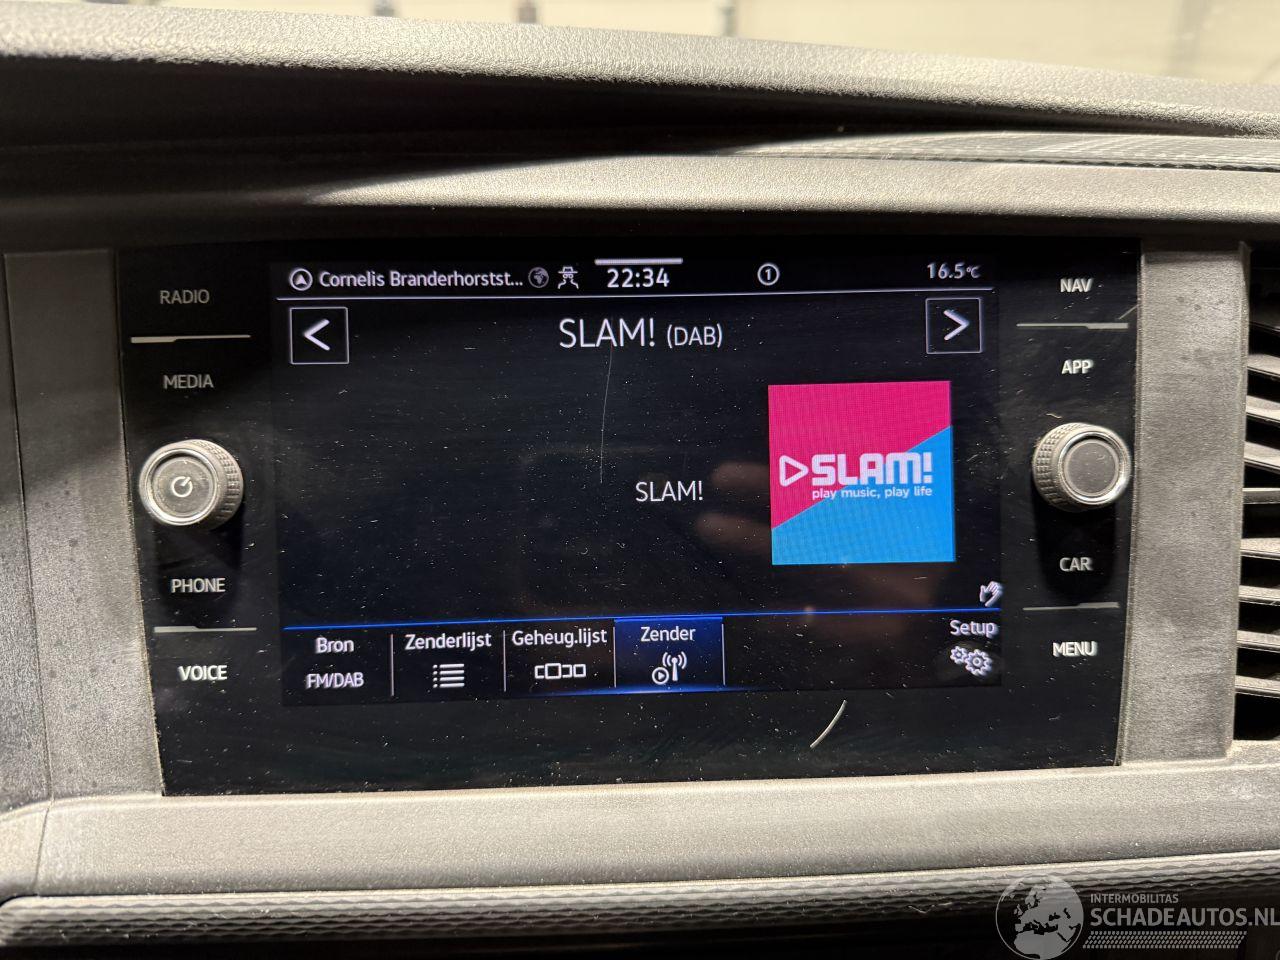 RADIO
MEDIA
PHONE
VOICE
Cornelis Branderhorstst...
22:34
1
16.5°C
SLAM! (DAB)
SLAM!
SLAM!
play music, play life
Bron
FM/DAB
Zenderlijst
Geheug.lijst
Zender
Setup
NAV
APP
CAR
MENU
INTERMOBILITAS
SCHADEAUTOS.NL